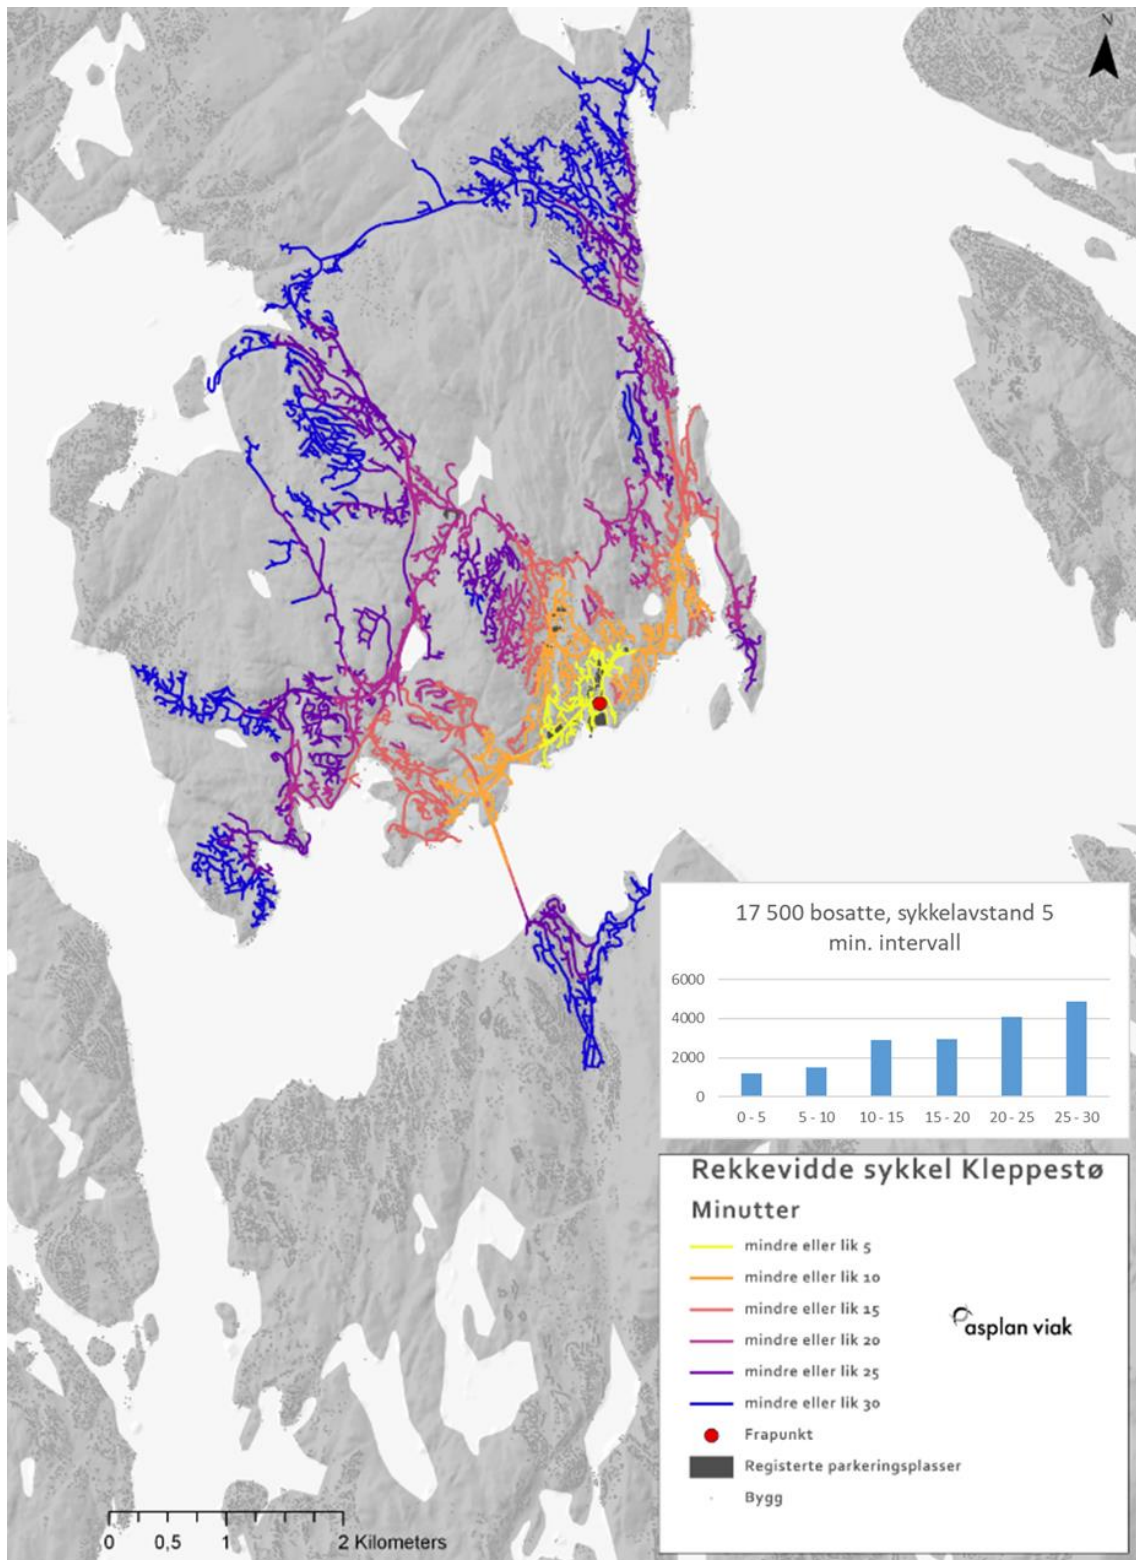 N
17 500 bosatte, sykkelavstand 5
min. intervall
6000
4000
2000
0
0 - 5 5 - 10 10 - 15 15 - 20 20 - 25 25 - 30
Rekkevidde sykkel Kleppestø
Minutter
mindre eller lik 5
mindre eller lik 10
mindre eller lik 15
mindre eller lik 20
mindre eller lik 25
mindre eller lik 30
Frapunkt
Registerte parkeringsplasser
Bygg
asplan viak
0 0,5 1 2 Kilometers